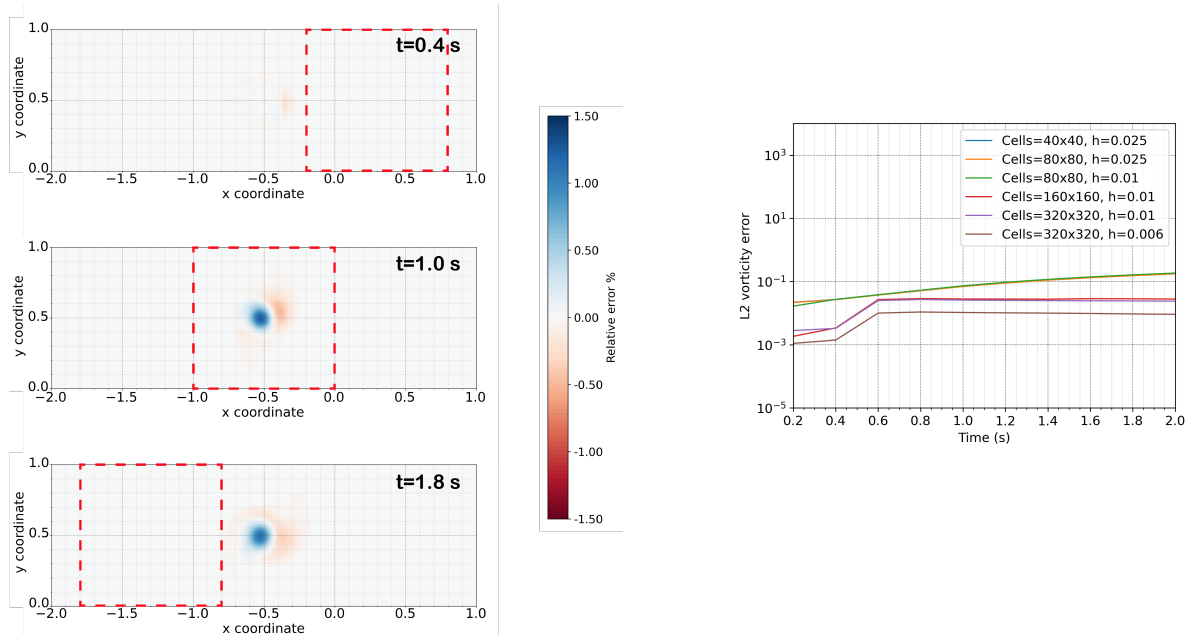 t=0.4 s
y coordinate
1.0
0.5
0.0
−2.0 −1.5 −1.0 −0.5 0.0 0.5 1.0
x coordinate
t=1.0 s
y coordinate
1.0
0.5
0.0
−2.0 −1.5 −1.0 −0.5 0.0 0.5 1.0
x coordinate
t=1.8 s
y coordinate
1.0
0.5
0.0
−2.0 −1.5 −1.0 −0.5 0.0 0.5 1.0
x coordinate
1.50
1.00
0.50
0.00
-0.50
-1.00
-1.50
Relative error %
Cells=40x40, h=0.025
Cells=80x80, h=0.025
Cells=80x80, h=0.01
Cells=160x160, h=0.01
Cells=320x320, h=0.01
Cells=320x320, h=0.006
L2 vorticity error
10³
10¹
10⁻¹
10⁻³
10⁻⁵
0.2 0.4 0.6 0.8 1.0 1.2 1.4 1.6 1.8 2.0
Time (s)